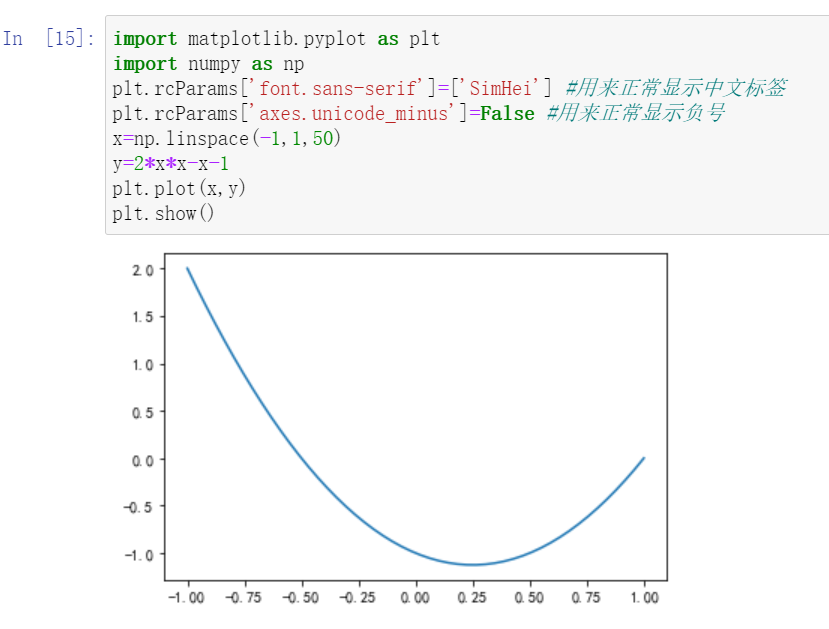 In [15]: import matplotlib.pyplot as plt
import numpy as np
plt.rcParams['font.sans-serif']=['SimHei'] #用来正常显示中文标签
plt.rcParams['axes.unicode_minus']=False #用来正常显示负号
x=np.linspace(-1,1,50)
y=2*x*x-x-1
plt.plot(x,y)
plt.show()
2.0
1.5
1.0
0.5
0.0
-0.5
-1.0
-1.00 -0.75 -0.50 -0.25 0.00 0.25 0.50 0.75 1.00